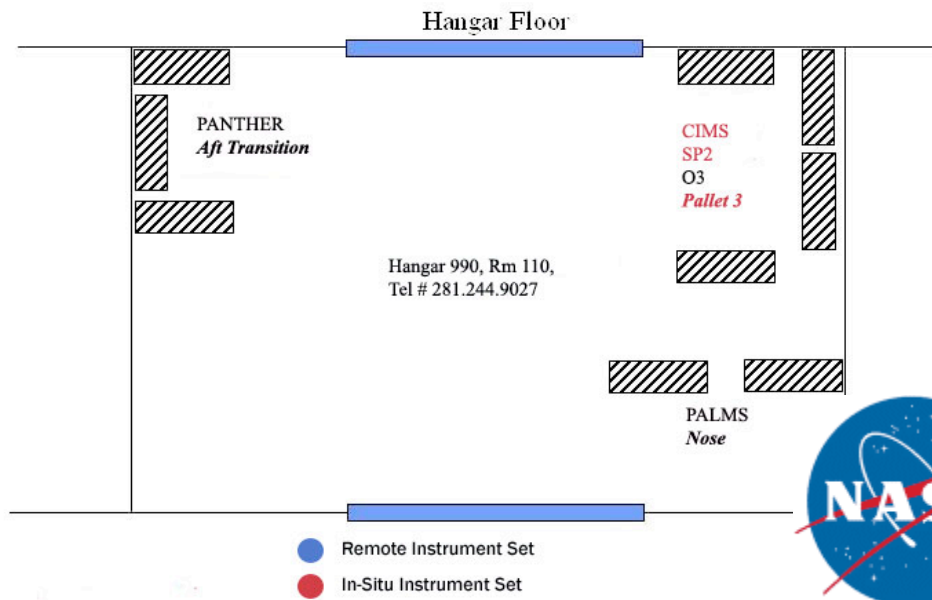 Hangar Floor
PANTHER
Aft Transition
CIMS
SP2
O3
Pallet 3
Hangar 990, Rm 110,
Tel # 281.244.9027
PALMS
Nose
NAS
Remote Instrument Set
In-Situ Instrument Set